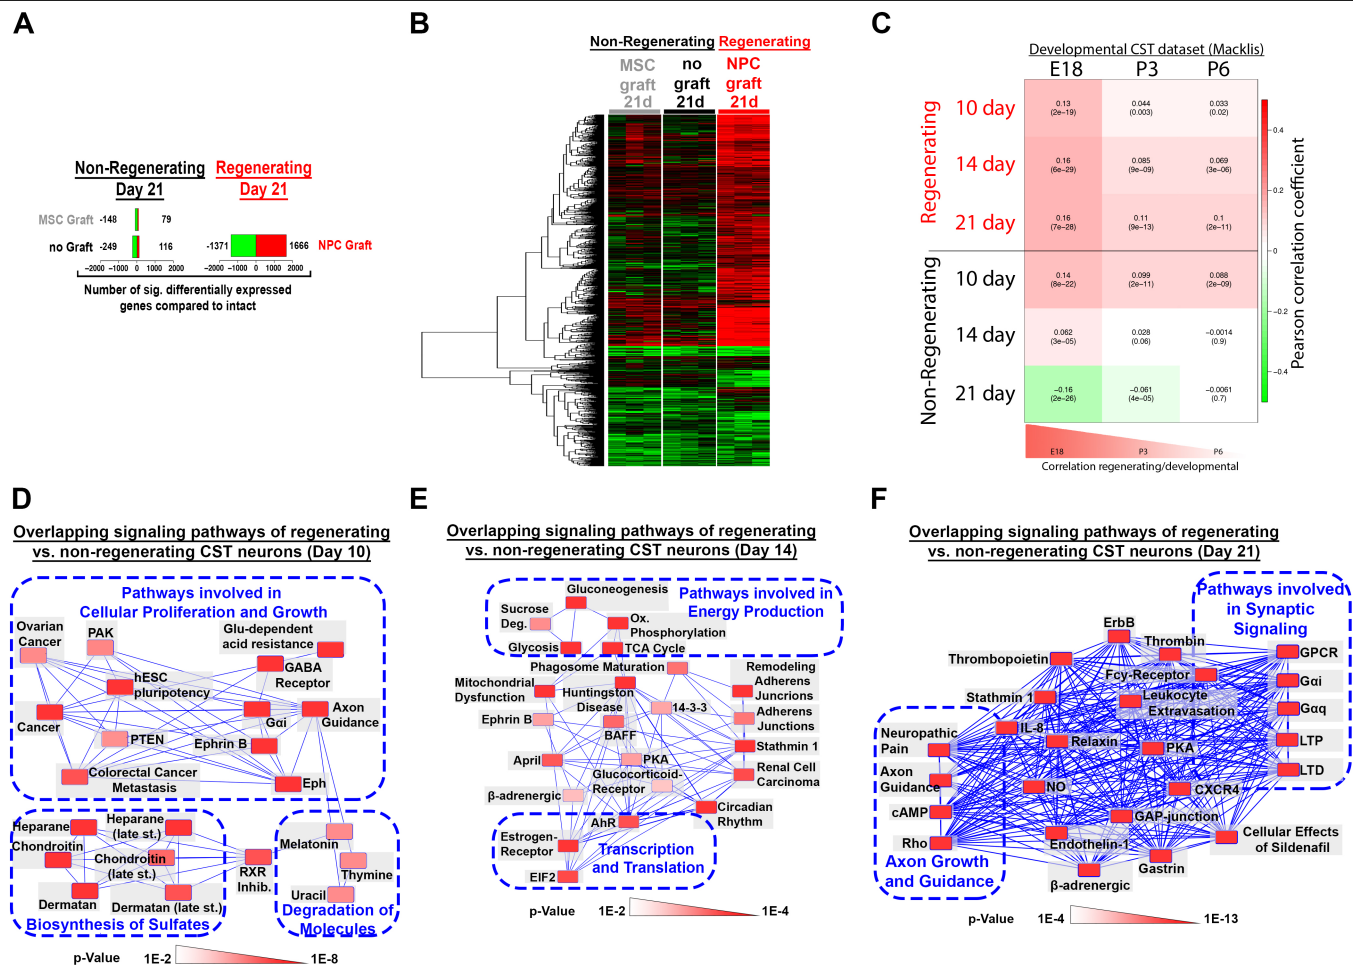 A
Non-Regenerating
Day 21
Regenerating
Day 21
MSC Graft -148 79
no Graft -249 116
-1371 1666 NPC Graft
−2000 −1000 0 1000 2000
−2000 −1000 0 1000 2000
Number of sig. differentially expressed
genes compared to intact
B
Non-Regenerating Regenerating
MSC graft 21d
no graft 21d
NPC graft 21d
C
Developmental CST dataset (Macklis)
E18 P3 P6
Regenerating
10 day
0.13 0.044 0.033
(2e−19) (0.003) (0.02)
14 day
0.16 0.085 0.069
(6e−29) (9e−09) (3e−06)
21 day
0.16 0.11 0.1
(7e−28) (9e−13) (2e−11)
Non-Regenerating
10 day
0.14 0.099 0.088
(8e−22) (2e−11) (2e−09)
14 day
0.062 0.028 −0.0014
(3e−05) (0.06) (0.9)
21 day
−0.16 −0.061 −0.0061
(2e−26) (4e−05) (0.7)
0.4
0.2
0
−0.2
−0.4
Pearson correlation coefficient
E18 P3 P6
Correlation regenerating/developmental
D
Overlapping signaling pathways of regenerating
vs. non-regenerating CST neurons (Day 10)
Pathways involved in
Cellular Proliferation and Growth
Ovarian
Cancer
PAK
Glu-dependent
acid resistance
GABA
Receptor
hESC
pluripotency
Cancer
Gαi
Axon
Guidance
PTEN
Ephrin B
Colorectal Cancer
Metastasis
Eph
Heparane
Heparane
(late st.)
Chondroitin
Chondroitin
(late st.)
Dermatan
Dermatan (late st.)
RXR
Inhib.
Biosynthesis of Sulfates
Melatonin
Thymine
Uracil
Degradation of
Molecules
p-Value 1E-2 1E-8
E
Overlapping signaling pathways of regenerating
vs. non-regenerating CST neurons (Day 14)
Gluconeogenesis
Pathways involved in
Energy Production
Sucrose
Deg.
Ox.
Phosphorylation
Glycosis
TCA Cycle
Phagosome Maturation
Remodeling
Adherens
Juncrions
Mitochondrial
Dysfunction
Huntingston
Disease
14-3-3
Ephrin B
Adherens
Junctions
BAFF
Stathmin 1
April
PKA
Glucocorticoid-
Receptor
Renal Cell
Carcinoma
β-adrenergic
Circadian
Rhythm
AhR
Estrogen-
Receptor
Transcription
and Translation
EIF2
p-Value 1E-2 1E-4
F
Overlapping signaling pathways of regenerating
vs. non-regenerating CST neurons (Day 21)
Pathways involved
in Synaptic
Signaling
ErbB
Thrombin
GPCR
Thrombopoietin
Fcy-Receptor
Gαi
Stathmin 1
Leukocyte
Extravasation
Gαq
Neuropathic
Pain
IL-8
Relaxin
PKA
LTP
Axon
Guidance
LTD
NO
CXCR4
cAMP
GAP-junction
Rho
Endothelin-1
Cellular Effects
of Sildenafil
Axon Growth
and Guidance
β-adrenergic
Gastrin
p-Value 1E-4 1E-13